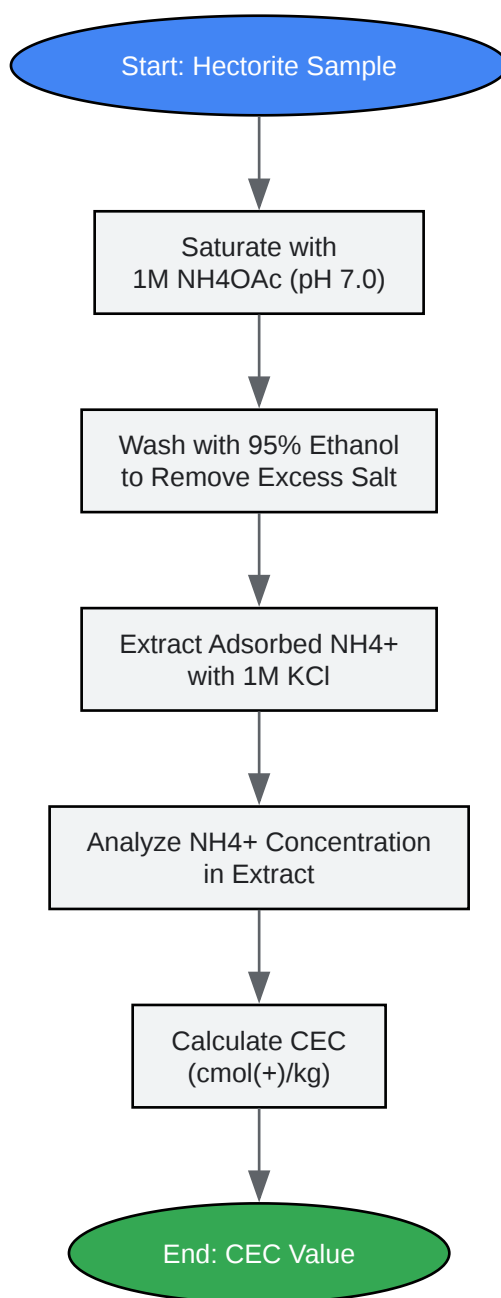 Start: Hectorite Sample
Saturate with
1M NH4OAc (pH 7.0)
Wash with 95% Ethanol
to Remove Excess Salt
Extract Adsorbed NH4+
with 1M KCl
Analyze NH4+ Concentration
in Extract
Calculate CEC
(cmol(+)/kg)
End: CEC Value